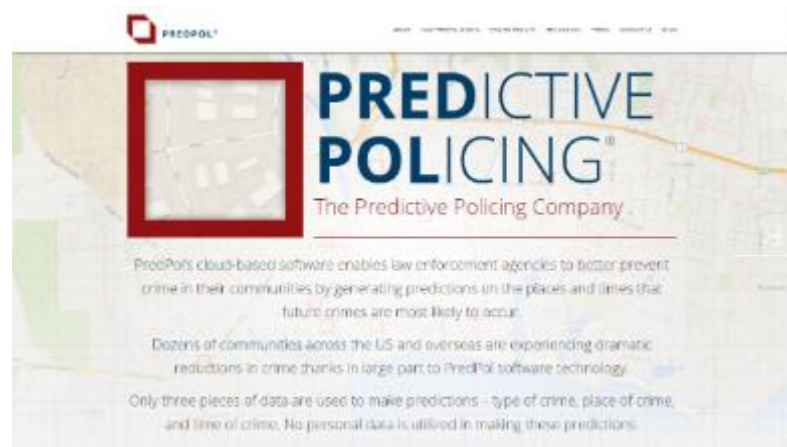 PREDPOL®
PREDICTIVE
POLICING®
The Predictive Policing Company
PredPol's cloud-based software enables law enforcement agencies to better prevent
crime in their communities by generating predictions on the places and times that
future crimes are most likely to occur.
Dozens of communities across the US and overseas are experiencing dramatic
reductions in crime thanks in large part to PredPol software technology.
Only three pieces of data are used to make predictions - type of crime, place of crime,
and time of crime. No personal data is utilized in making these predictions.